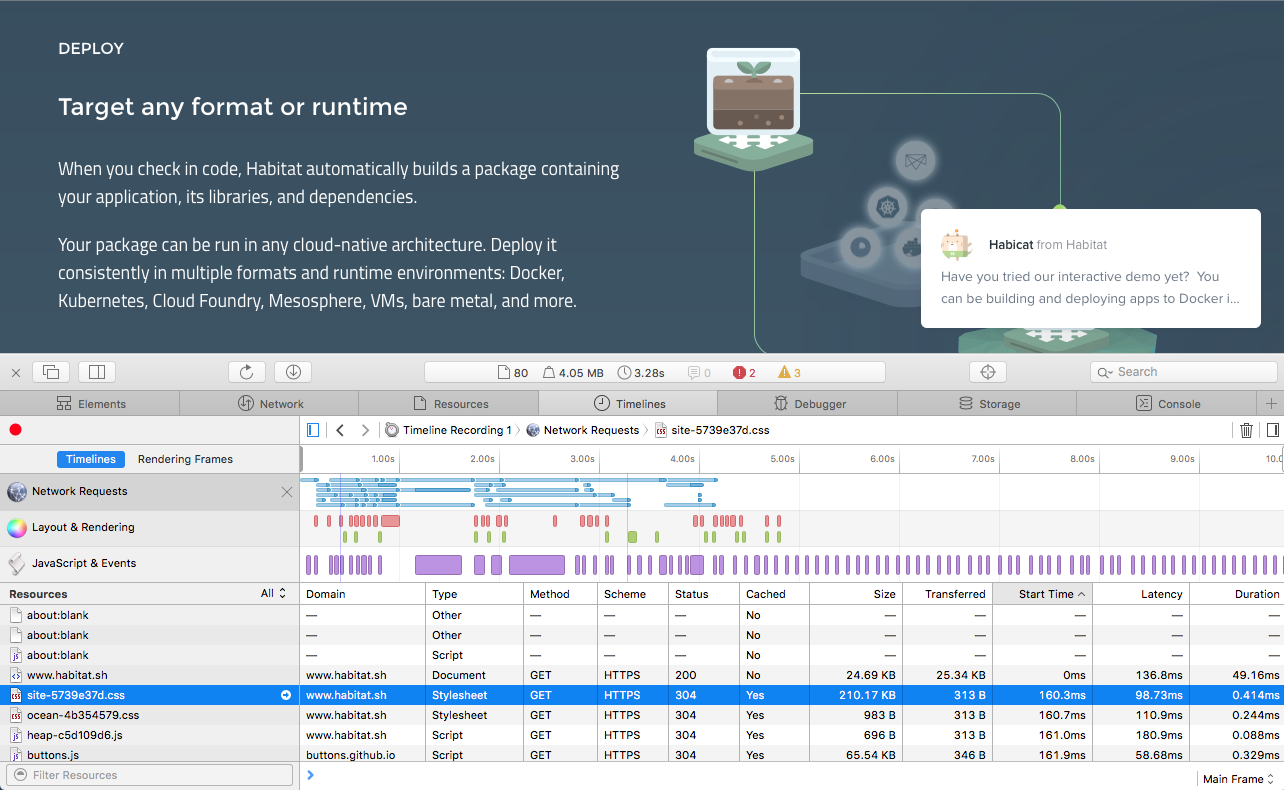 DEPLOY
Target any format or runtime
When you check in code, Habitat automatically builds a package containing
your application, its libraries, and dependencies.
Your package can be run in any cloud-native architecture. Deploy it
consistently in multiple formats and runtime environments: Docker,
Kubernetes, Cloud Foundry, Mesosphere, VMs, bare metal, and more.
Habicat from Habitat
Have you tried our interactive demo yet? You
can be building and deploying apps to Docker i...
80 4.05 MB 3.28s 0 2 3 Search
Elements Network Resources Timelines Debugger Storage Console
Timeline Recording 1 Network Requests css site-5739e37d.css
Timelines Rendering Frames 1.00s 2.00s 3.00s 4.00s 5.00s 6.00s 7.00s 8.00s 9.00s 10.0
Network Requests
Layout & Rendering
JavaScript & Events
Resources All Domain Type Method Scheme Status Cached Size Transferred Start Time Latency Duration
about:blank — Other — — — No — — — — —
about:blank — Other — — — No — — — — —
about:blank — Script — — — No — — — — —
www.habitat.sh www.habitat.sh Document GET HTTPS 200 No 24.69 KB 25.34 KB 0ms 136.8ms 49.16ms
css site-5739e37d.css www.habitat.sh Stylesheet GET HTTPS 304 Yes 210.17 KB 313 B 160.3ms 98.73ms 0.414ms
css ocean-4b354579.css www.habitat.sh Stylesheet GET HTTPS 304 Yes 983 B 313 B 160.7ms 110.9ms 0.244ms
js heap-c5d109d6.js www.habitat.sh Script GET HTTPS 304 Yes 696 B 313 B 161.0ms 180.9ms 0.088ms
js buttons.js buttons.github.io Script GET HTTPS 304 Yes 65.54 KB 346 B 161.9ms 58.68ms 0.329ms
Filter Resources
Main Frame